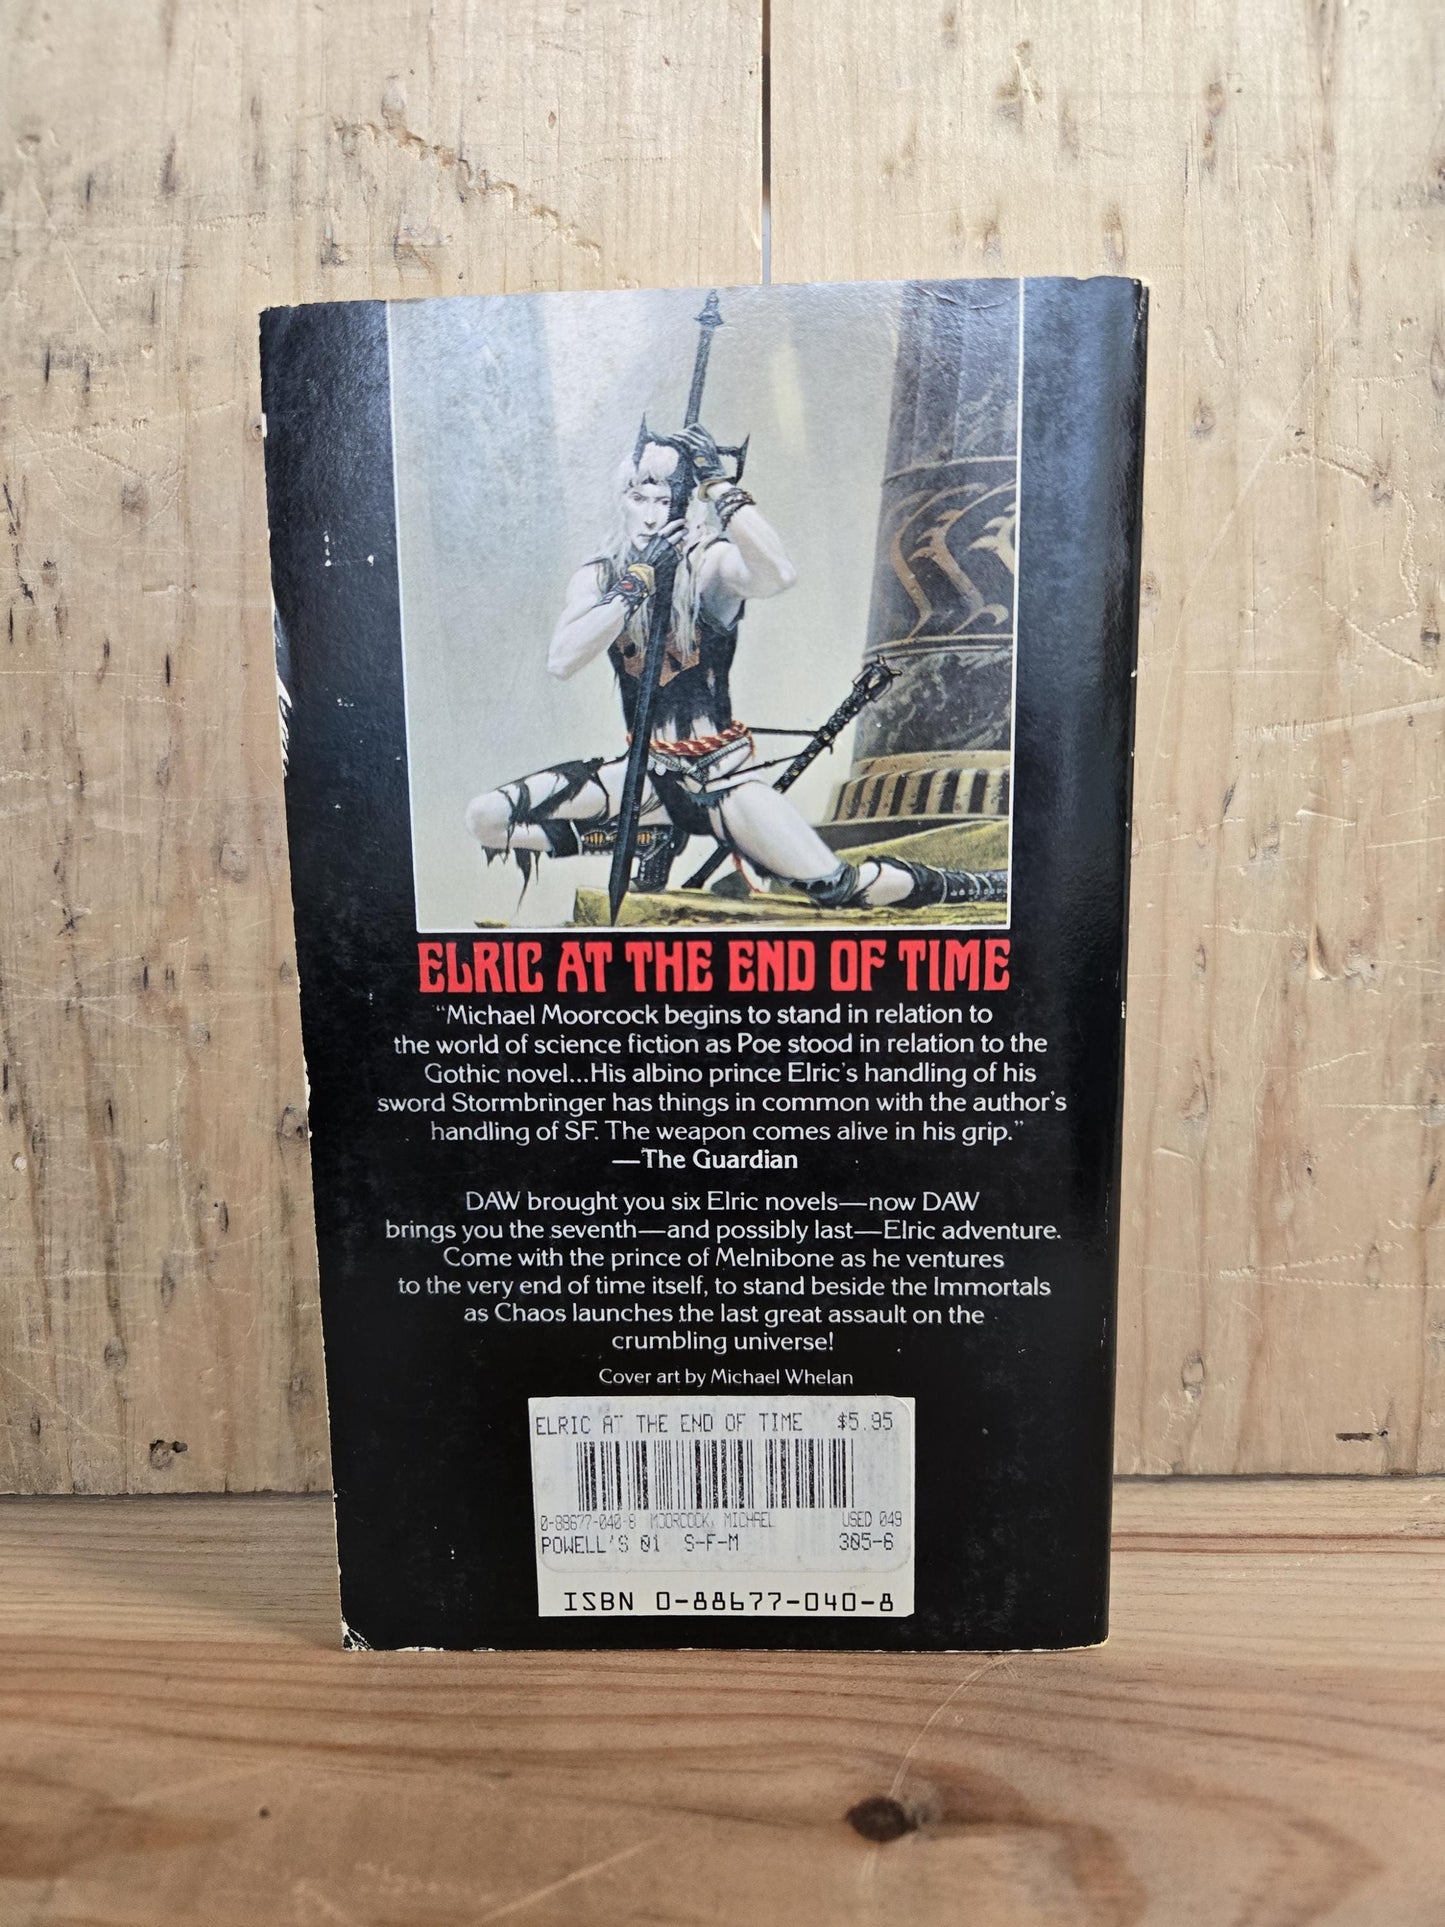 ELRIC AT THE END OF TIME
“Michael Moorcock begins to stand in relation to
the world of science fiction as Poe stood in relation to the
Gothic novel...His albino prince Elric's handling of his
sword Stormbringer has things in common with the author's
handling of SF. The weapon comes alive in his grip.”
—The Guardian
DAW brought you six Elric novels—now DAW
brings you the seventh—and possibly last—Elric adventure.
Come with the prince of Melnibone as he ventures
to the very end of time itself, to stand beside the Immortals
as Chaos launches the last great assault on the
crumbling universe!
Cover art by Michael Whelan
ELRIC AT THE END OF TIME $5.95
0-88677-040-8 MOORCOCK, MICHAEL USED 049
POWELL'S 01 S-F-M 305-6
ISBN 0-88677-040-8